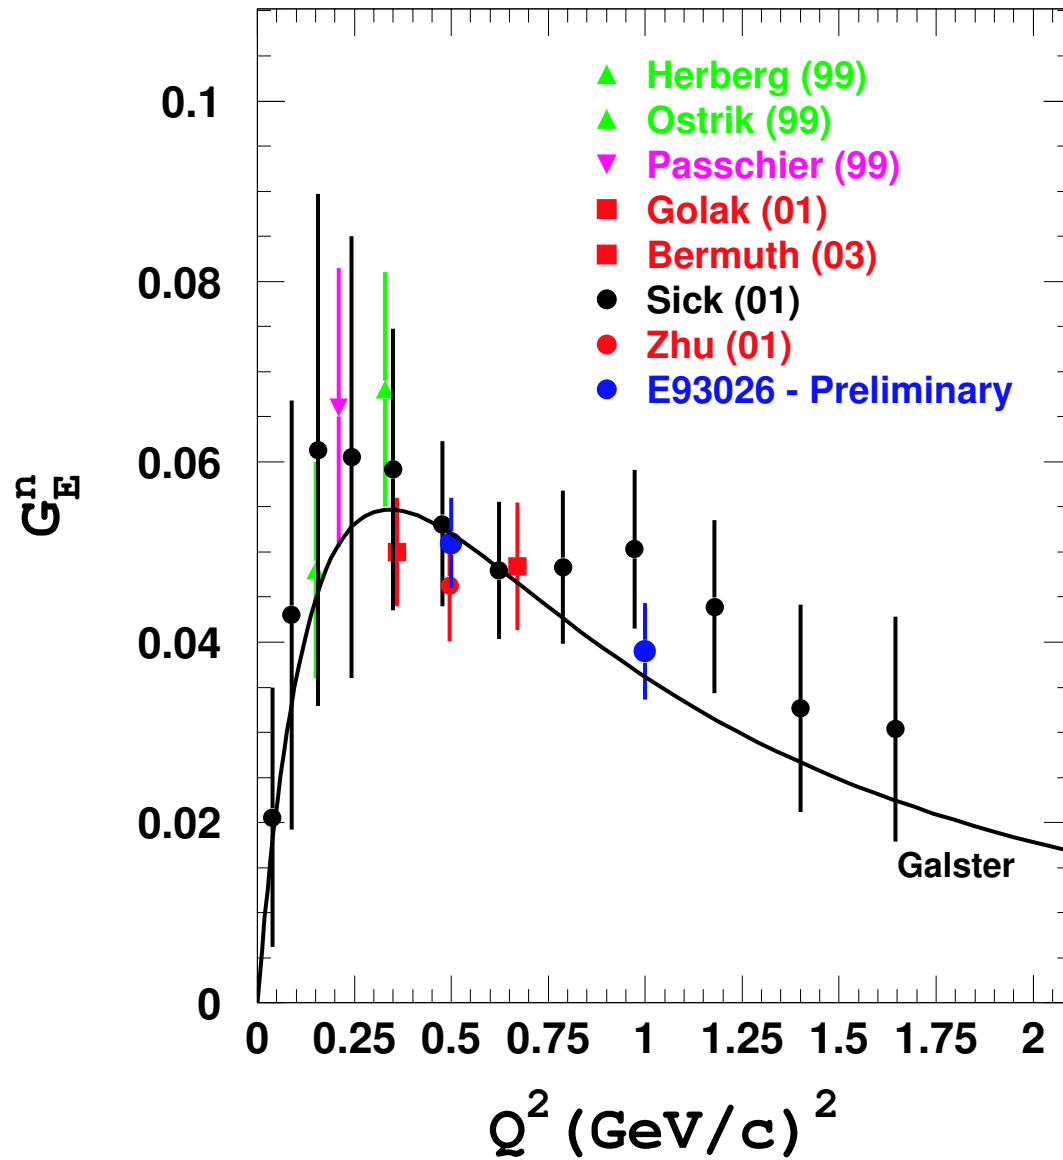 Herberg (99)
Ostrik (99)
Passchier (99)
Golak (01)
Bermuth (03)
Sick (01)
Zhu (01)
E93026 - Preliminary
0.1
0.08
0.06
0.04
0.02
0
G_E^n
Galster
0 0.25 0.5 0.75 1 1.25 1.5 1.75 2
Q^2 (GeV/c)^2